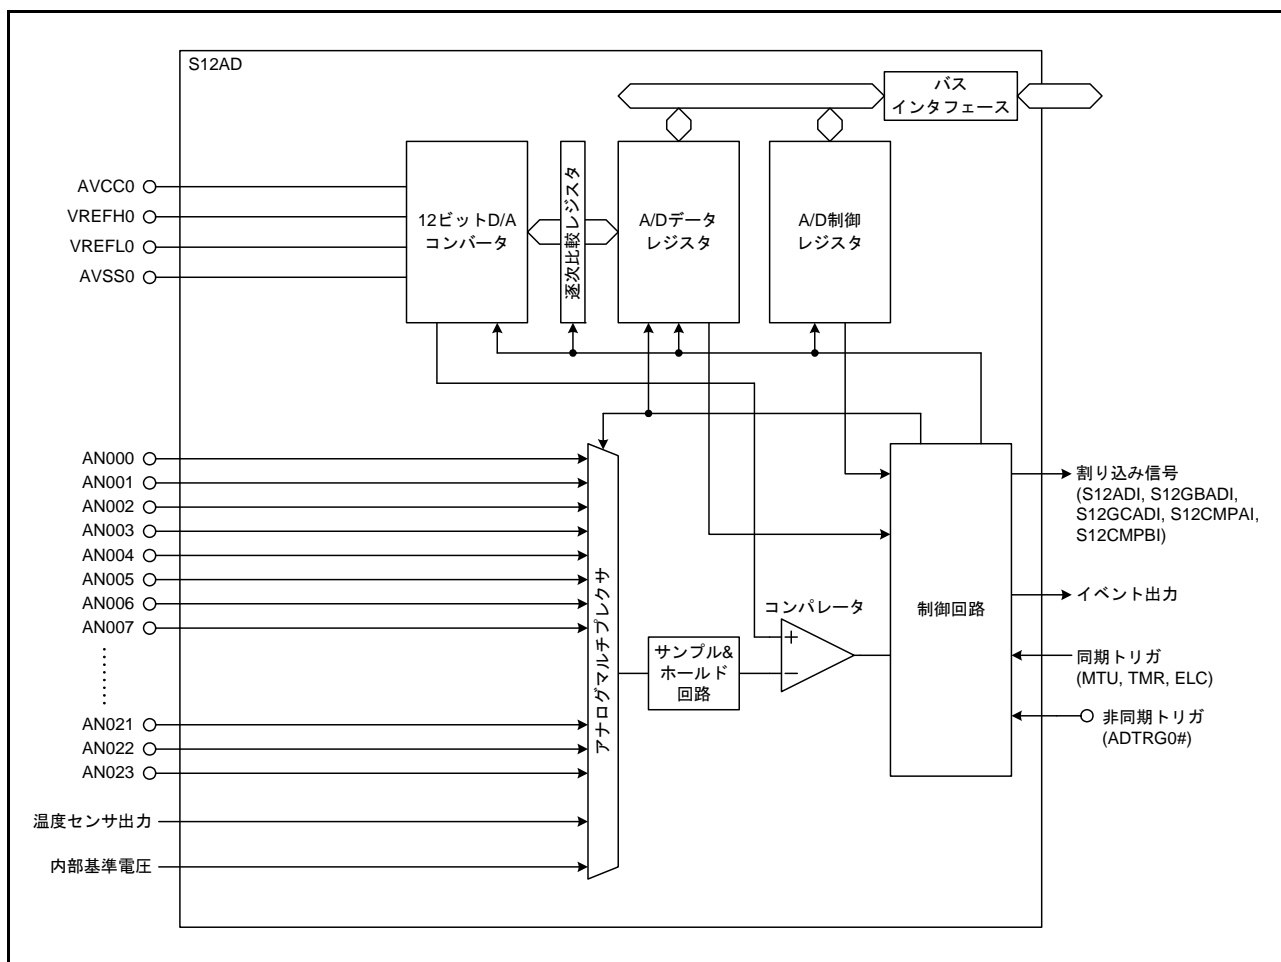 S12AD
バス
インタフェース
AVCC0
VREFH0
VREFL0
AVSS0
12ビットD/A
コンバータ
逐次比較レジスタ
A/Dデータ
レジスタ
A/D制御
レジスタ
AN000
AN001
AN002
AN003
AN004
AN005
AN006
AN007
AN021
AN022
AN023
温度センサ出力
内部基準電圧
アナログマルチプレクサ
サンプル&
ホールド
回路
コンパレータ
+
−
制御回路
割り込み信号
(S12ADI, S12GBADI,
S12GCADI, S12CMPAI,
S12CMPBI)
イベント出力
同期トリガ
(MTU, TMR, ELC)
非同期トリガ
(ADTRG0#)